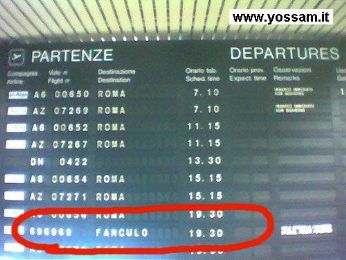 www.yossam.it
PARTENZE DEPARTURES
Compagnia Volo n° Destinazione Orario tab. Orario prev. Osservazioni
Airline Flight n° Destination Sched. time Expect time Remarks
A6 00650 ROMA 7.10
AZ 07269 ROMA 7.10
A6 00652 ROMA 11.15
AZ 07267 ROMA 11.15
DN 0422 13.30
A6 00654 ROMA 15.15
AZ 07271 ROMA 15.15
00656 ROMA 19.30
696969 FANCULO 19.30